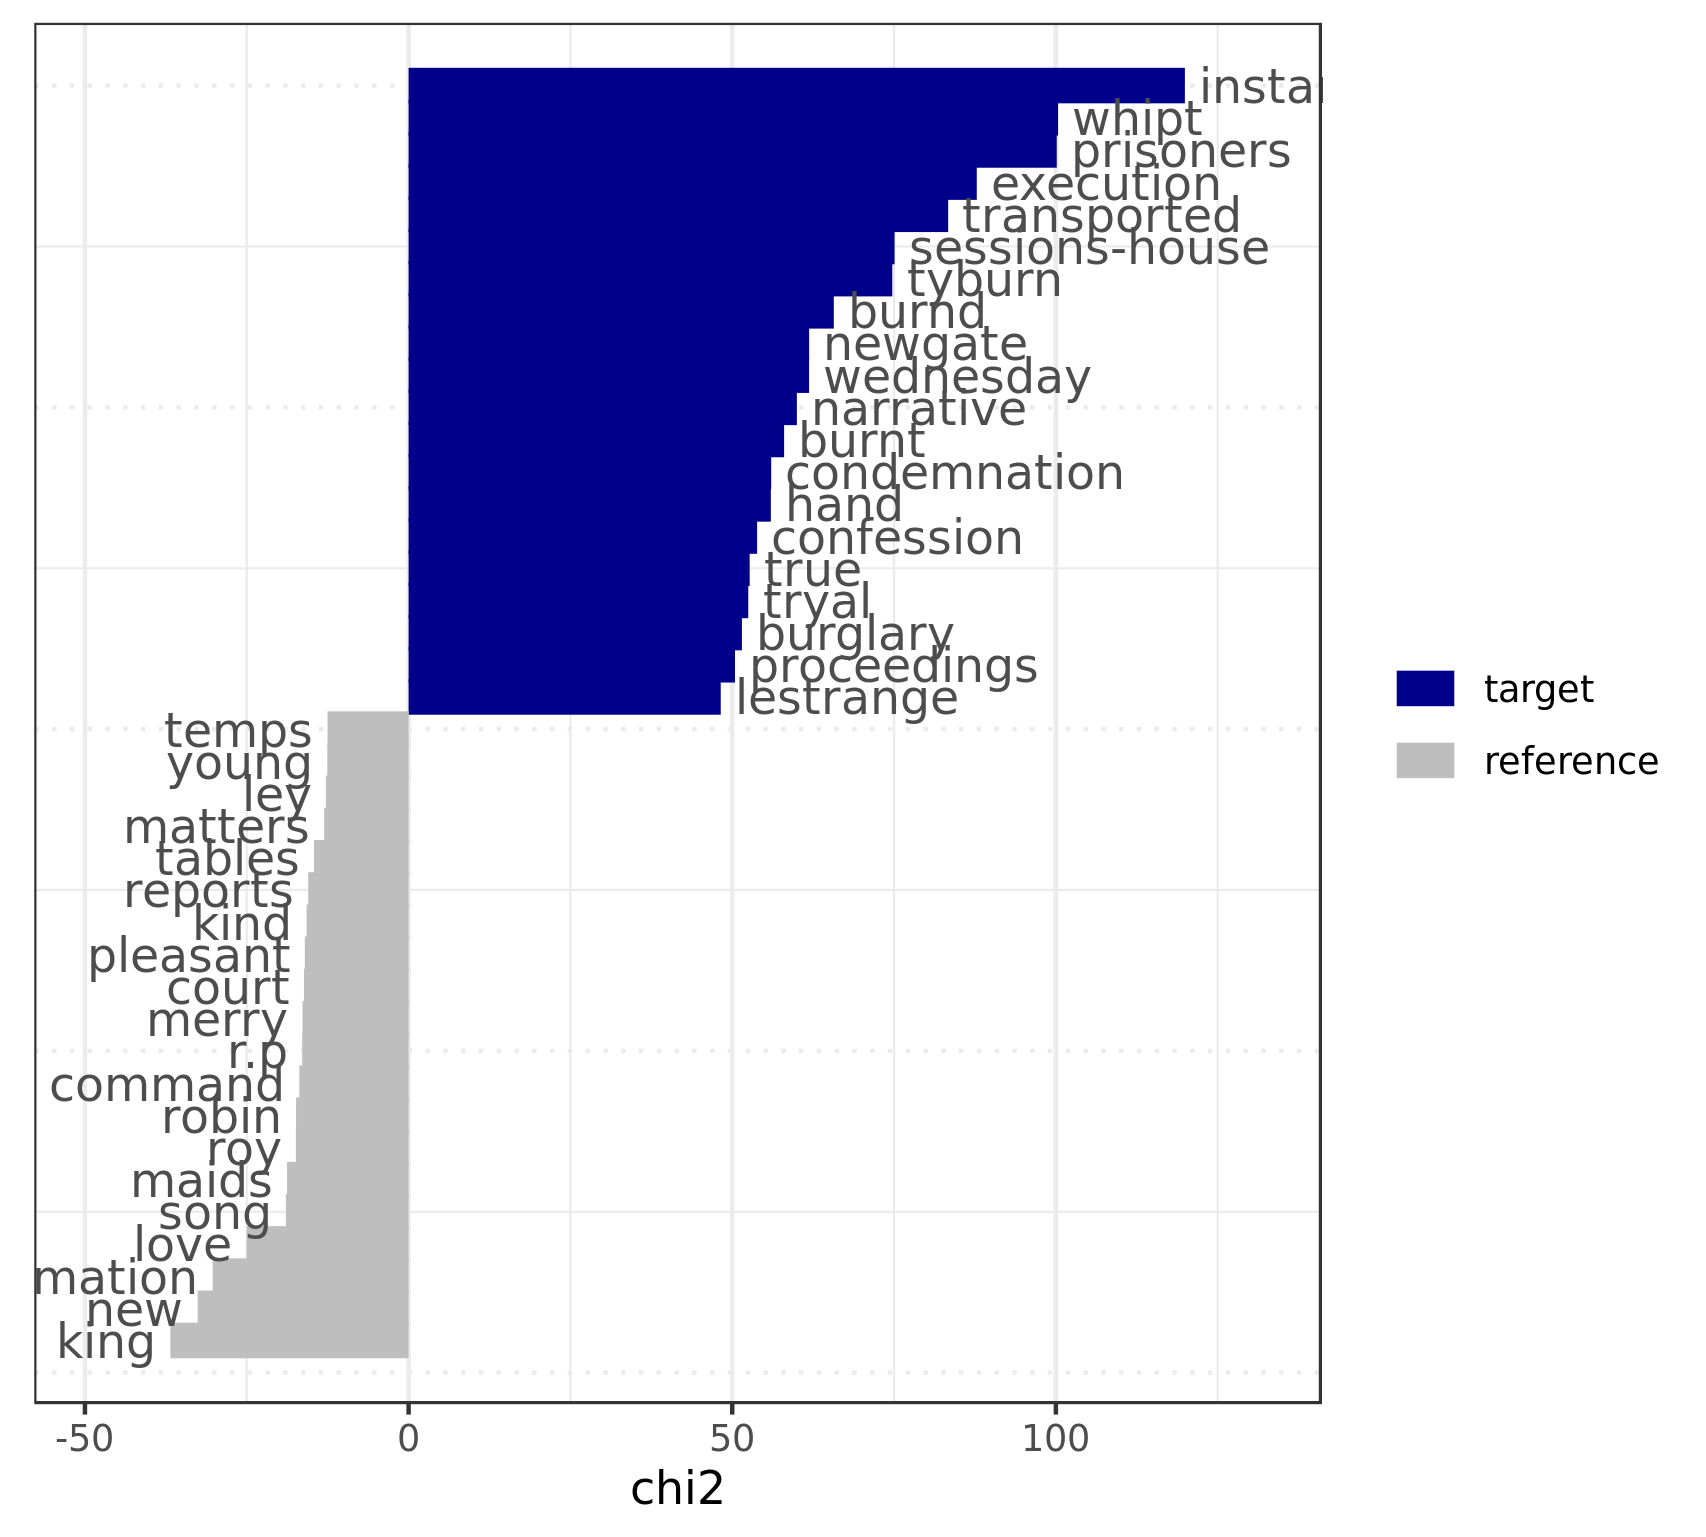 insta
whipt
prisoners
execution
transported
sessions-house
tyburn
burnd
newgate
wednesday
narrative
burnt
condemnation
hand
confession
true
tryal
burglary
proceedings
lestrange
temps
young
ley
matters
tables
reports
kind
pleasant
court
merry
r.p
command
robin
roy
maids
song
love
mation
new
king
target
reference
-50 0 50 100
chi2